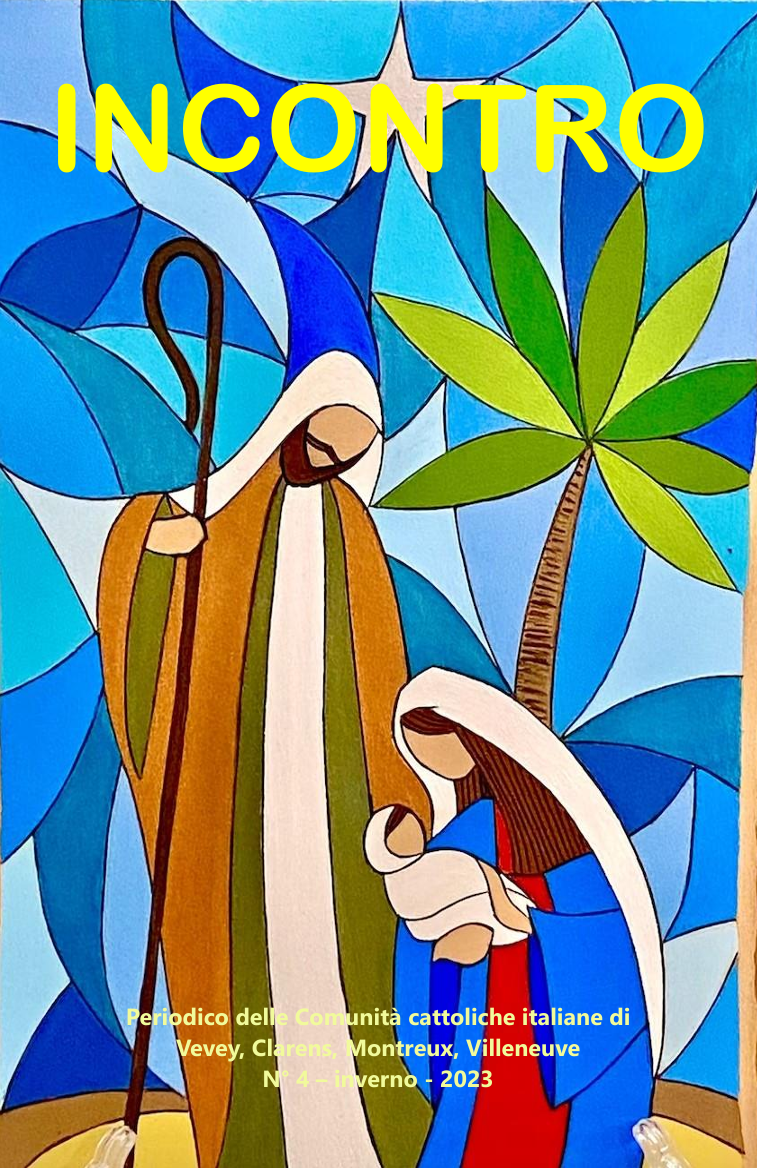 INCONTRO
Periodico delle Comunità cattoliche italiane di
Vevey, Clarens, Montreux, Villeneuve
N° 4 – inverno - 2023